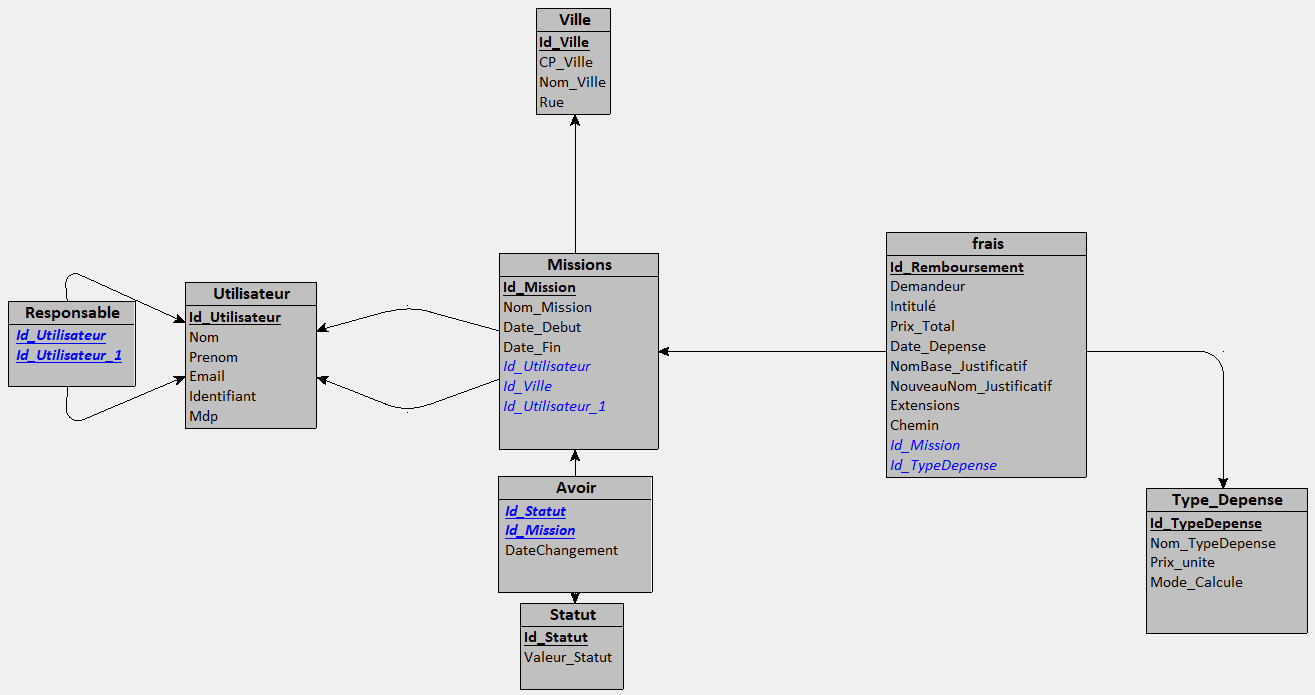 Ville
Id_Ville
CP_Ville
Nom_Ville
Rue
Responsable
Id_Utilisateur
Id_Utilisateur_1
Utilisateur
Id_Utilisateur
Nom
Prenom
Email
Identifiant
Mdp
Missions
Id_Mission
Nom_Mission
Date_Debut
Date_Fin
Id_Utilisateur
Id_Ville
Id_Utilisateur_1
frais
Id_Remboursement
Demandeur
Intitulé
Prix_Total
Date_Depense
NomBase_Justificatif
NouveauNom_Justificatif
Extensions
Chemin
Id_Mission
Id_TypeDepense
Avoir
Id_Statut
Id_Mission
DateChangement
Type_Depense
Id_TypeDepense
Nom_TypeDepense
Prix_unite
Mode_Calcule
Statut
Id_Statut
Valeur_Statut